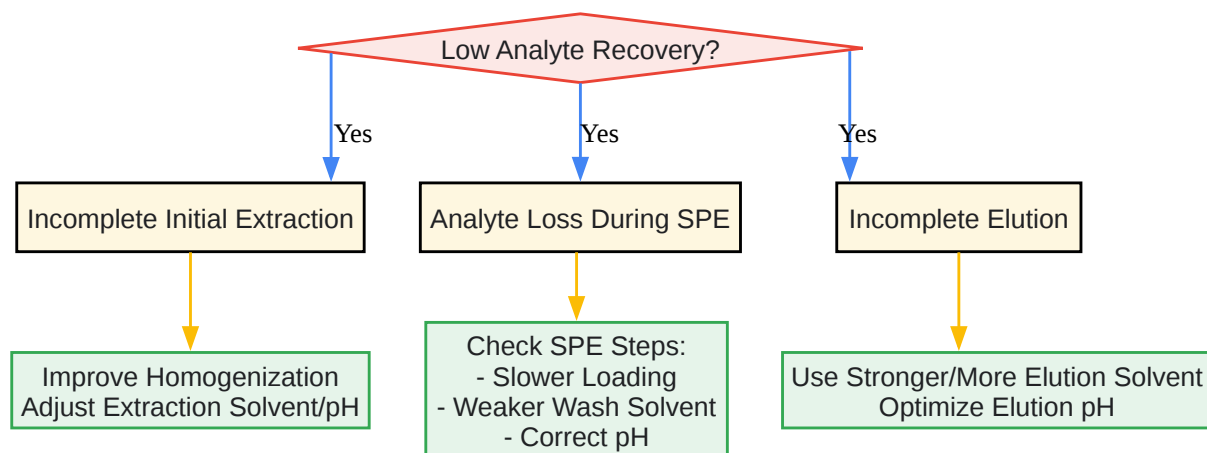 Low Analyte Recovery?
Yes
Yes
Yes
Incomplete Initial Extraction
Analyte Loss During SPE
Incomplete Elution
Improve Homogenization
Adjust Extraction Solvent/pH
Check SPE Steps:
- Slower Loading
- Weaker Wash Solvent
- Correct pH
Use Stronger/More Elution Solvent
Optimize Elution pH